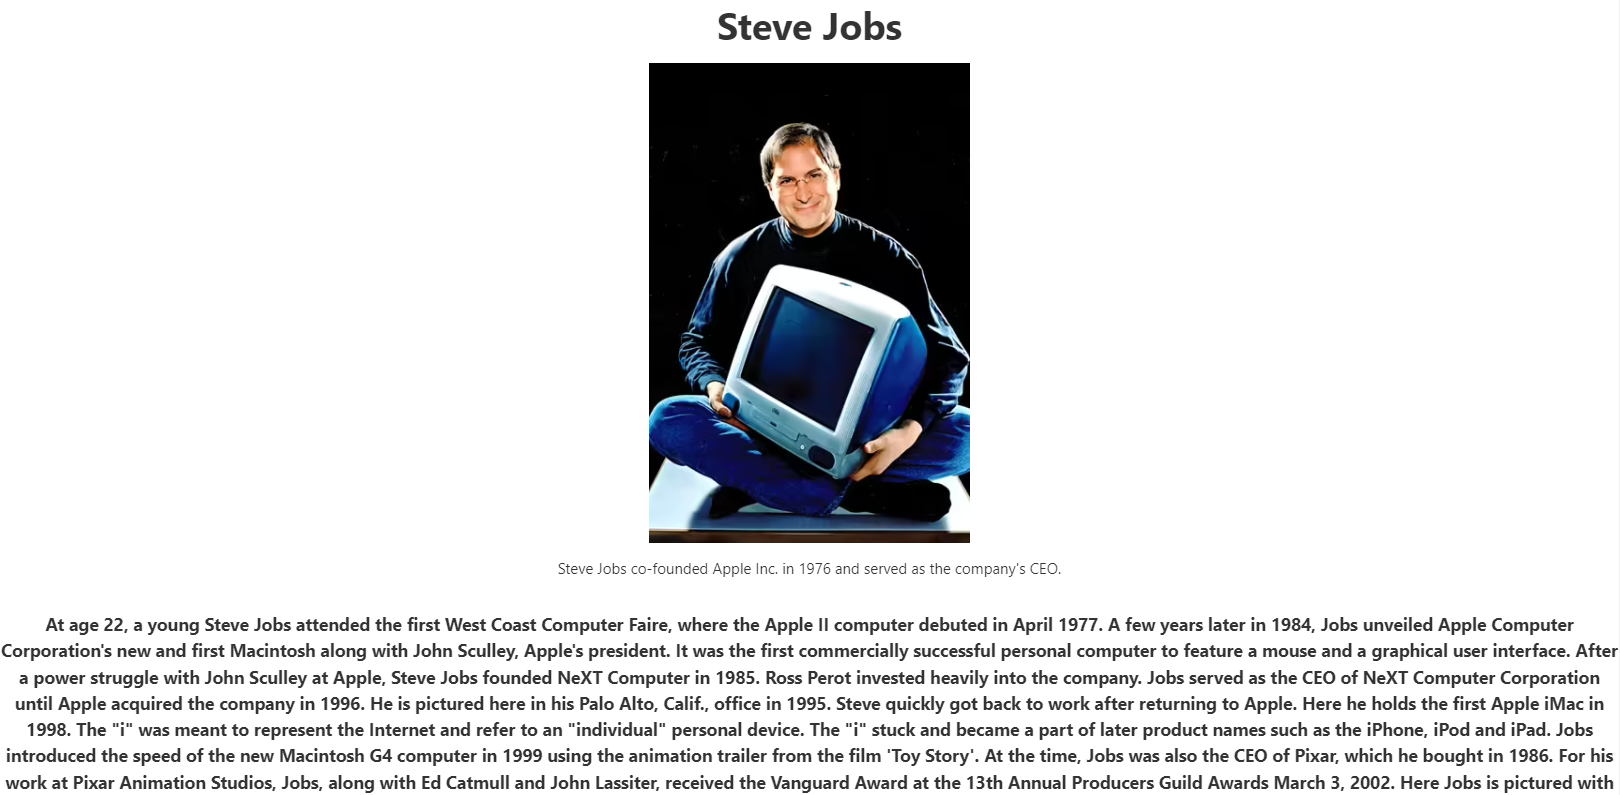 Steve Jobs
Steve Jobs co-founded Apple Inc. in 1976 and served as the company's CEO.
At age 22, a young Steve Jobs attended the first West Coast Computer Faire, where the Apple II computer debuted in April 1977. A few years later in 1984, Jobs unveiled Apple Computer
Corporation's new and first Macintosh along with John Sculley, Apple's president. It was the first commercially successful personal computer to feature a mouse and a graphical user interface. After
a power struggle with John Sculley at Apple, Steve Jobs founded NeXT Computer in 1985. Ross Perot invested heavily into the company. Jobs served as the CEO of NeXT Computer Corporation
until Apple acquired the company in 1996. He is pictured here in his Palo Alto, Calif., office in 1995. Steve quickly got back to work after returning to Apple. Here he holds the first Apple iMac in
1998. The "i" was meant to represent the Internet and refer to an "individual" personal device. The "i" stuck and became a part of later product names such as the iPhone, iPod and iPad. Jobs
introduced the speed of the new Macintosh G4 computer in 1999 using the animation trailer from the film 'Toy Story'. At the time, Jobs was also the CEO of Pixar, which he bought in 1986. For his
work at Pixar Animation Studios, Jobs, along with Ed Catmull and John Lassiter, received the Vanguard Award at the 13th Annual Producers Guild Awards March 3, 2002. Here Jobs is pictured with